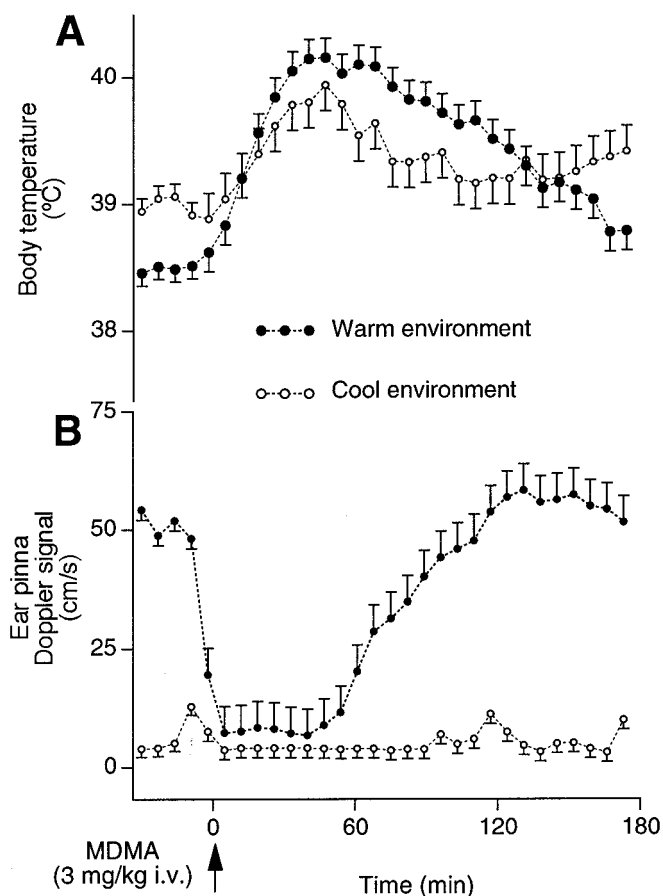 A
40
39
38
Body temperature
(ºC)
Warm environment
Cool environment
B
75
50
25
0
Ear pinna
Doppler signal
(cm/s)
0
60
120
180
MDMA
(3 mg/kg i.v.)
Time (min)